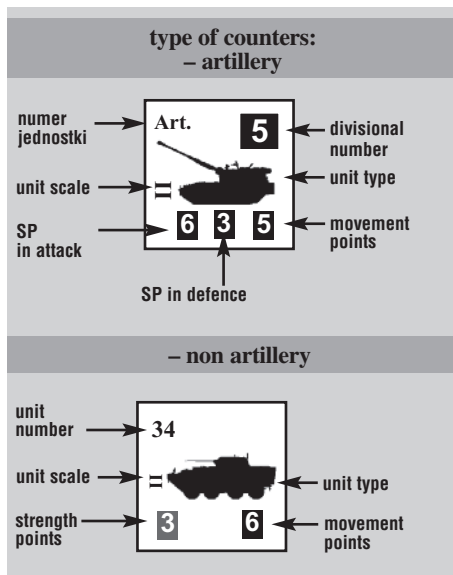 type of counters:
– artillery
numer
jednostki
Art.
5
divisional
number
unit scale
II
unit type
SP
in attack
6 3 5
movement
points
SP in defence
– non artillery
unit
number
34
unit scale
II
unit type
strength
points
3
6
movement
points